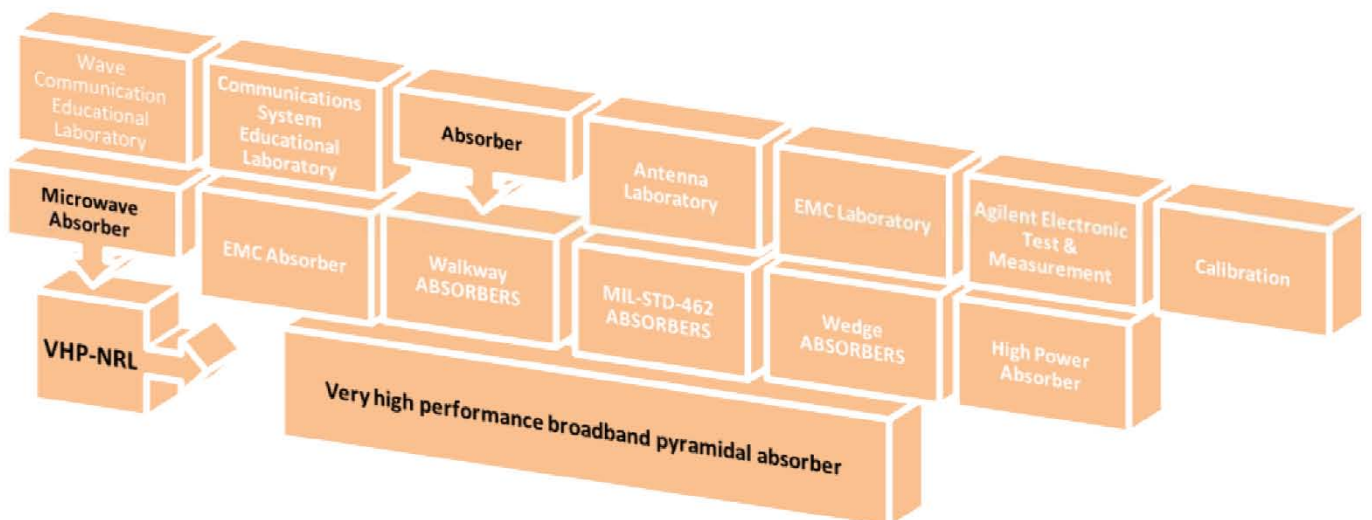 Wave
Communication
Educational
Laboratory
Communications
System
Educational
Laboratory
Absorber
Antenna
Laboratory
EMC Laboratory
Agilent Electronic
Test &
Measurement
Calibration
Microwave
Absorber
EMC Absorber
Walkway
ABSORBERS
MIL-STD-462
ABSORBERS
Wedge
ABSORBERS
High Power
Absorber
VHP-NRL
Very high performance broadband pyramidal absorber